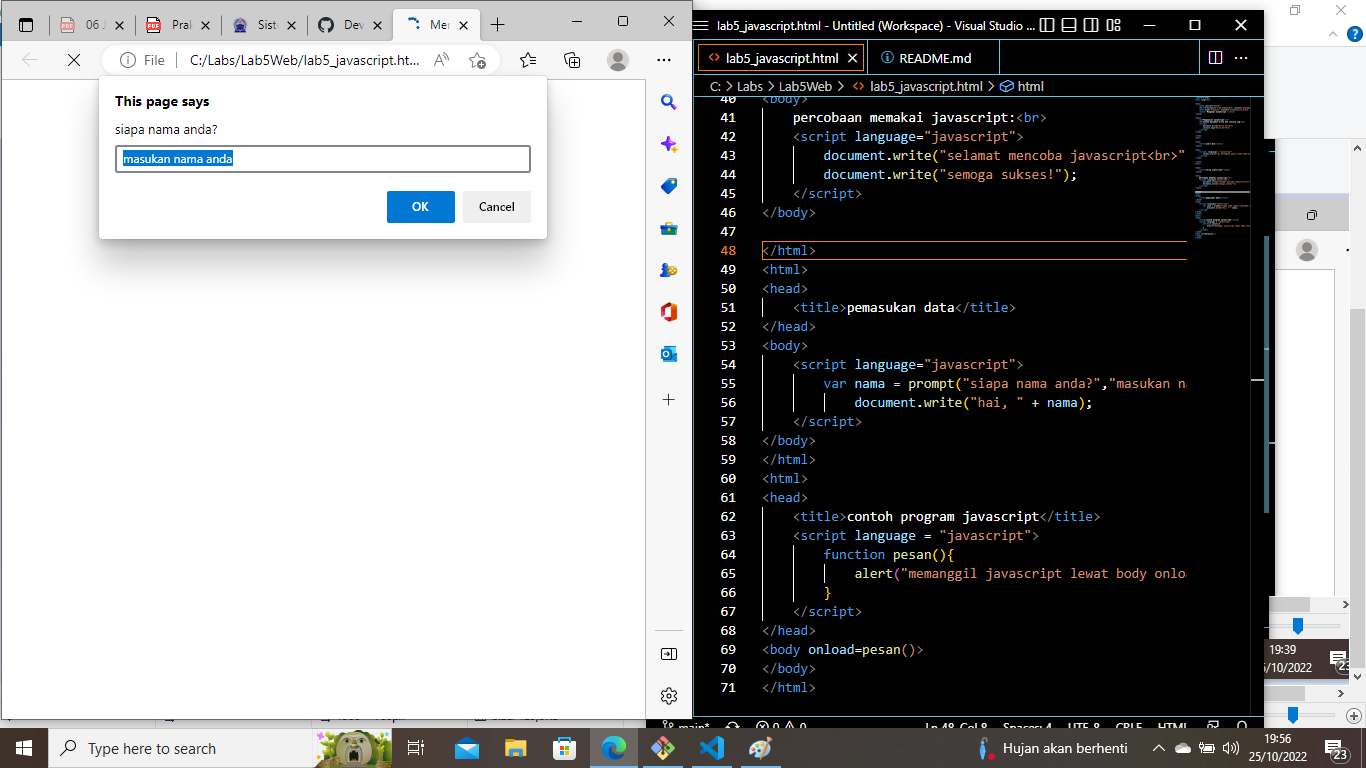 06 J
Prak
Siste
Dev
Mer
File
C:/Labs/Lab5Web/lab5_javascript.ht...
This page says
siapa nama anda?
masukan nama anda
OK
Cancel
lab5_javascript.html - Untitled (Workspace) - Visual Studio ...
lab5_javascript.html
README.md
C: > Labs > Lab5Web > lab5_javascript.html > html
40 <body>
41 percobaan memakai javascript:<br>
42 <script language="javascript">
43 document.write("selamat mencoba javascript<br>"
44 document.write("semoga sukses!");
45 </script>
46 </body>
47
48 </html>
49 <html>
50 <head>
51 <title>pemasukan data</title>
52 </head>
53 <body>
54 <script language="javascript">
55 var nama = prompt("siapa nama anda?","masukan na
56 document.write("hai, " + nama);
57 </script>
58 </body>
59 </html>
60 <html>
61 <head>
62 <title>contoh program javascript</title>
63 <script language = "javascript">
64 function pesan(){
65 alert("memanggil javascript lewat body onloa
66 }
67 </script>
68 </head>
69 <body onload=pesan()>
70 </body>
71 </html>
main*
0 0
Ln 48, Col 8
Spaces: 4
UTF-8
CRLF
HTML
19:39
5/10/2022
23
Type here to search
Hujan akan berhenti
19:56
25/10/2022
23